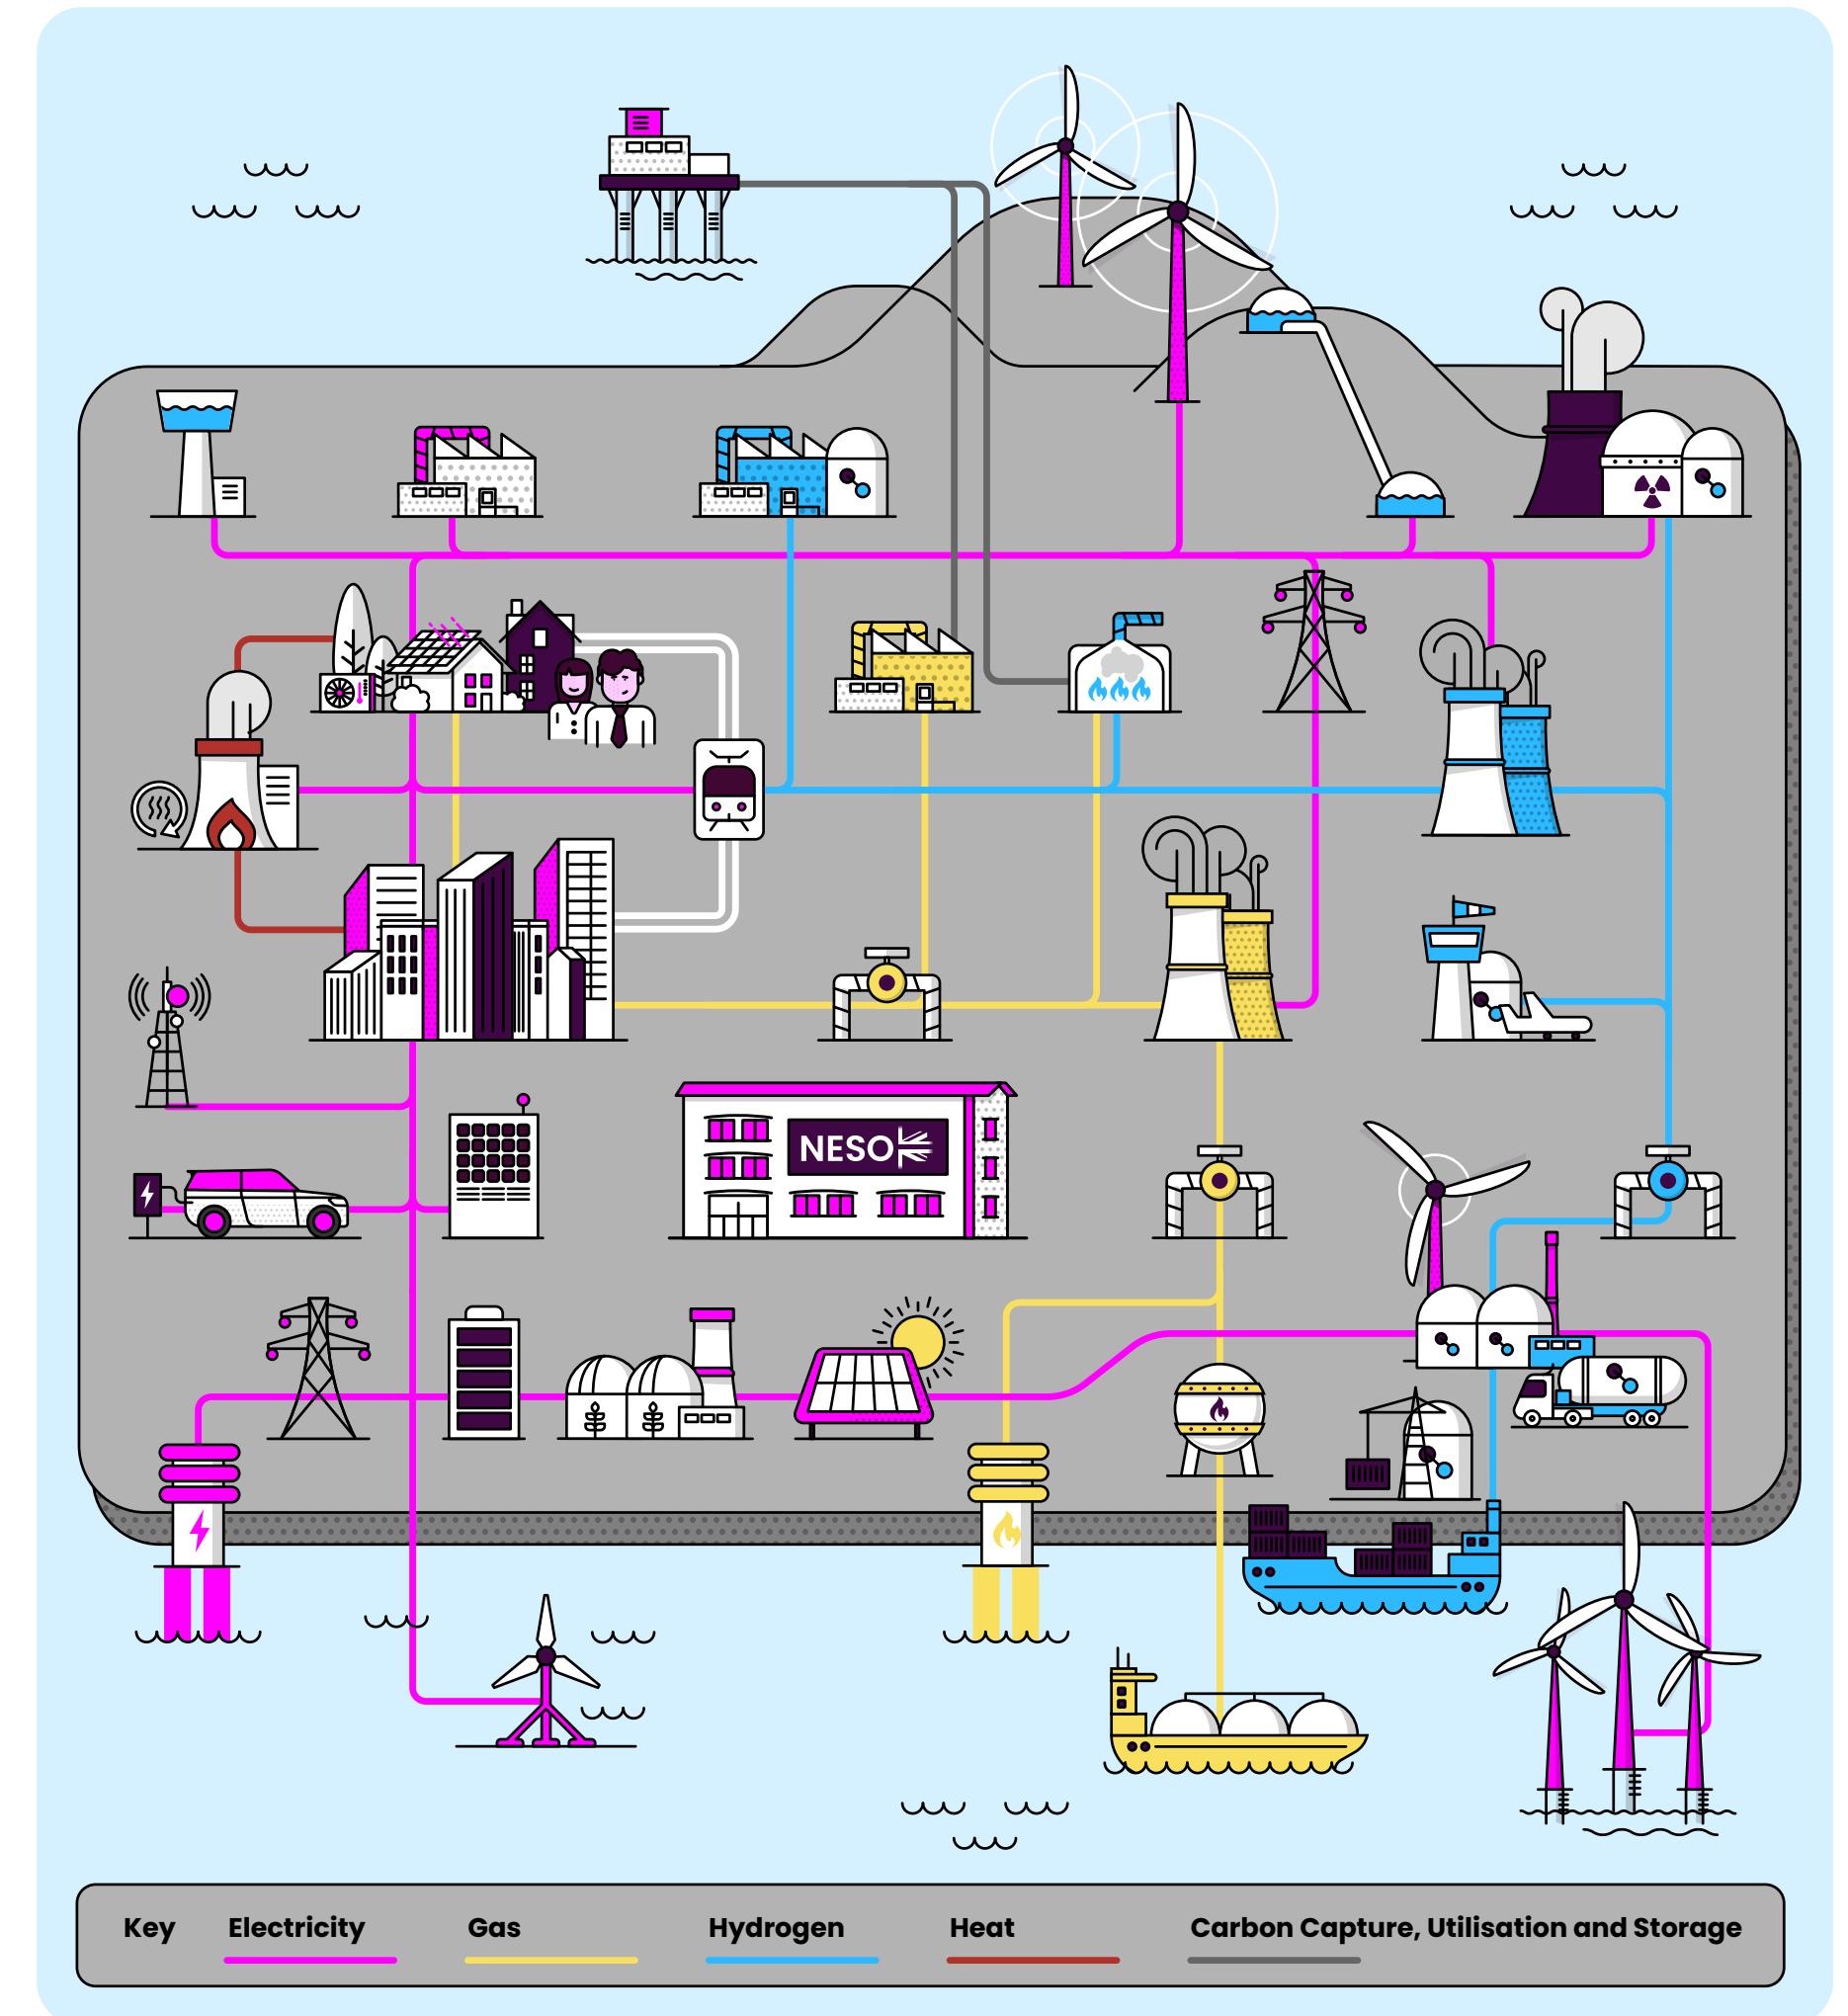 NESO
Key
Electricity
Gas
Hydrogen
Heat
Carbon Capture, Utilisation and Storage